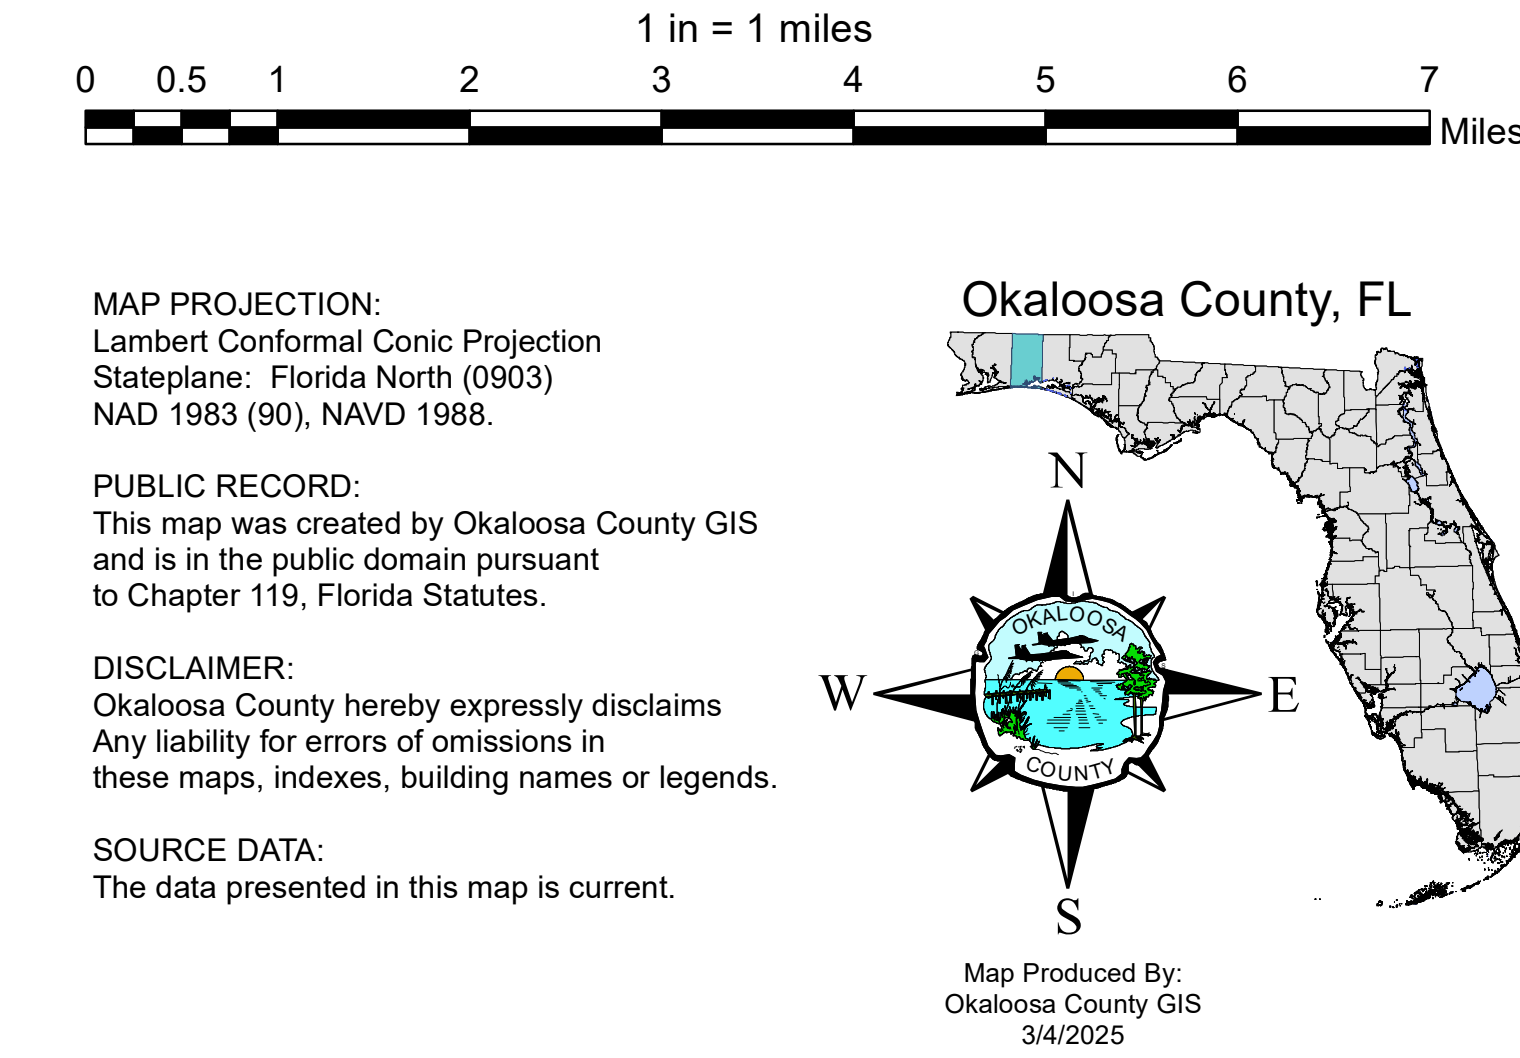 1 in = 1 miles
0 0.5 1 2 3 4 5 6 7
Miles
MAP PROJECTION:
Lambert Conformal Conic Projection
Stateplane:  Florida North (0903)
NAD 1983 (90), NAVD 1988.
PUBLIC RECORD:
This map was created by Okaloosa County GIS
and is in the public domain pursuant
to Chapter 119, Florida Statutes.
DISCLAIMER:
Okaloosa County hereby expressly disclaims
Any liability for errors of omissions in
these maps, indexes, building names or legends.
SOURCE DATA:
The data presented in this map is current.
Okaloosa County, FL
N
OKALOOSA
W
E
COUNTY
S
Map Produced By:
Okaloosa County GIS
3/4/2025